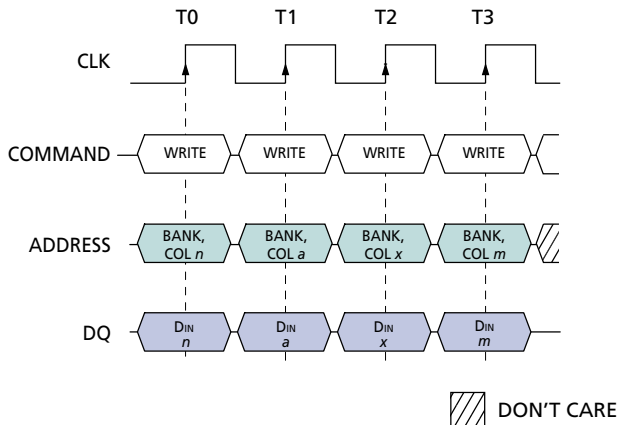 T0 T1 T2 T3
CLK
COMMAND WRITE WRITE WRITE WRITE
ADDRESS BANK, COL n BANK, COL a BANK, COL x BANK, COL m
DQ DIN n DIN a DIN x DIN m
DON'T CARE